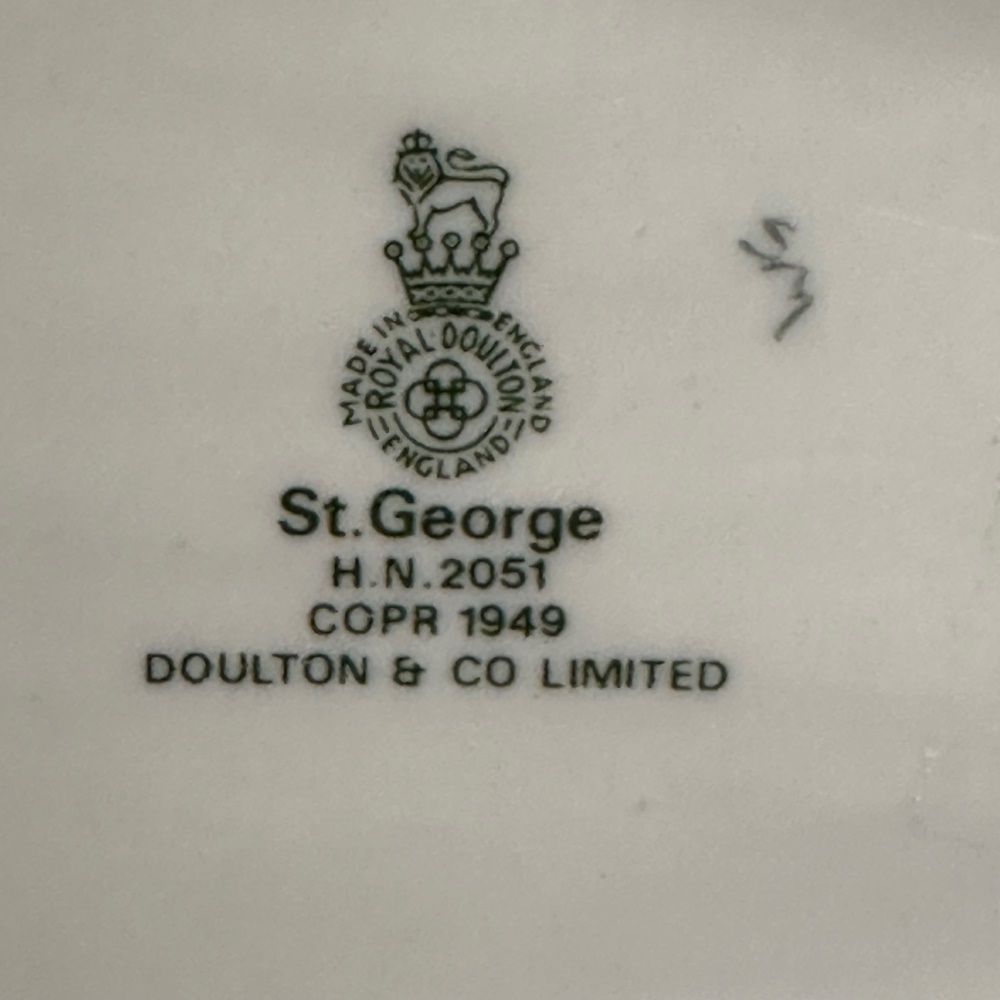 MADE IN ENGLAND
ROYAL DOULTON
ENGLAND
St.George
H.N.2051
COPR 1949
DOULTON & CO LIMITED